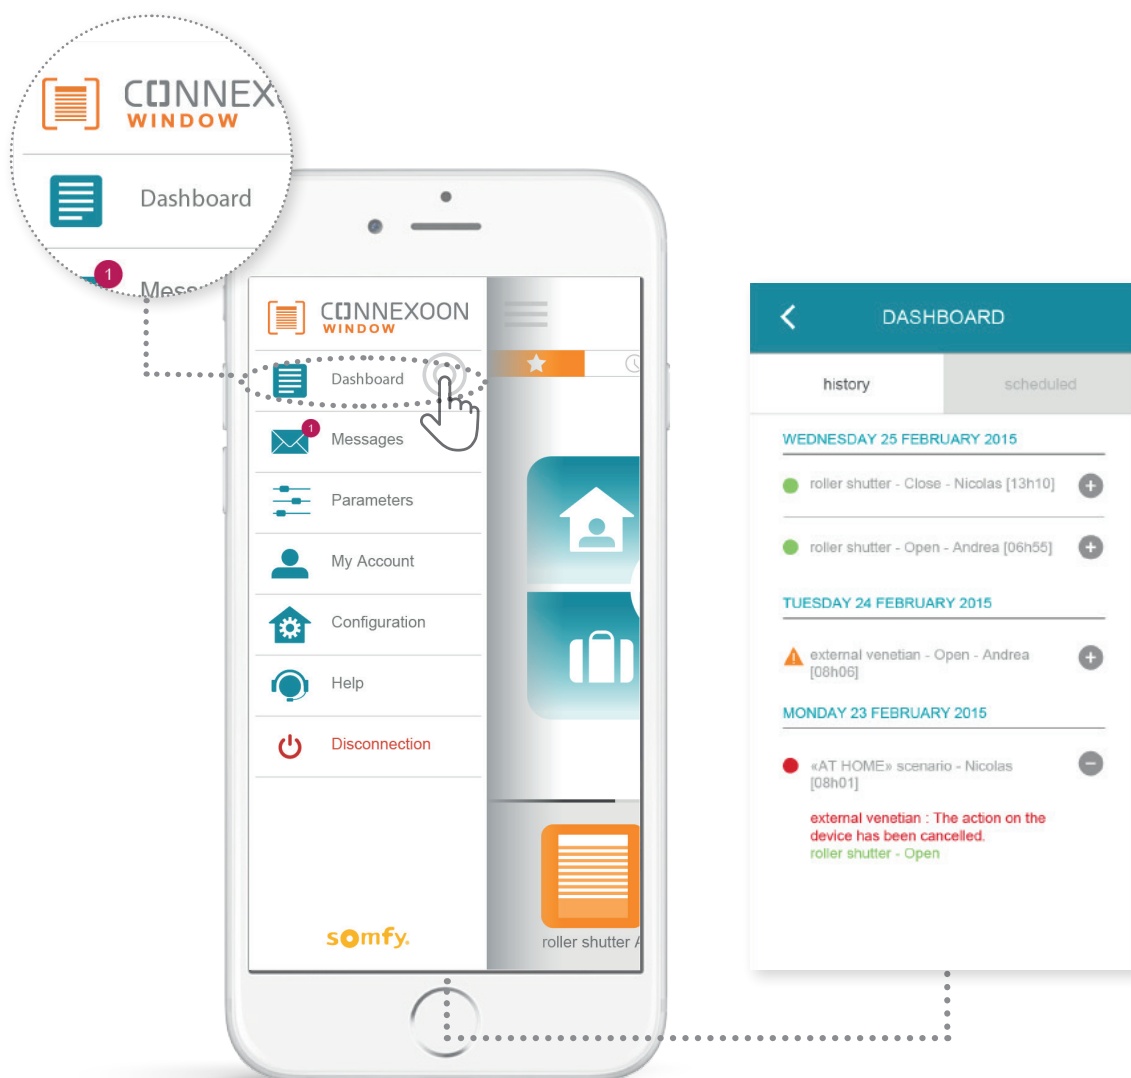 CONNEX
WINDOW
Dashboard
1
Mess
CONNEXOON
WINDOW
Dashboard
1
Messages
Parameters
My Account
Configuration
Help
Disconnection
somfy.
roller shutter A
DASHBOARD
history
scheduled
WEDNESDAY 25 FEBRUARY 2015
roller shutter - Close - Nicolas [13h10]
roller shutter - Open - Andrea [06h55]
TUESDAY 24 FEBRUARY 2015
external venetian - Open - Andrea
[08h06]
MONDAY 23 FEBRUARY 2015
«AT HOME» scenario - Nicolas
[08h01]
external venetian : The action on the
device has been cancelled.
roller shutter - Open